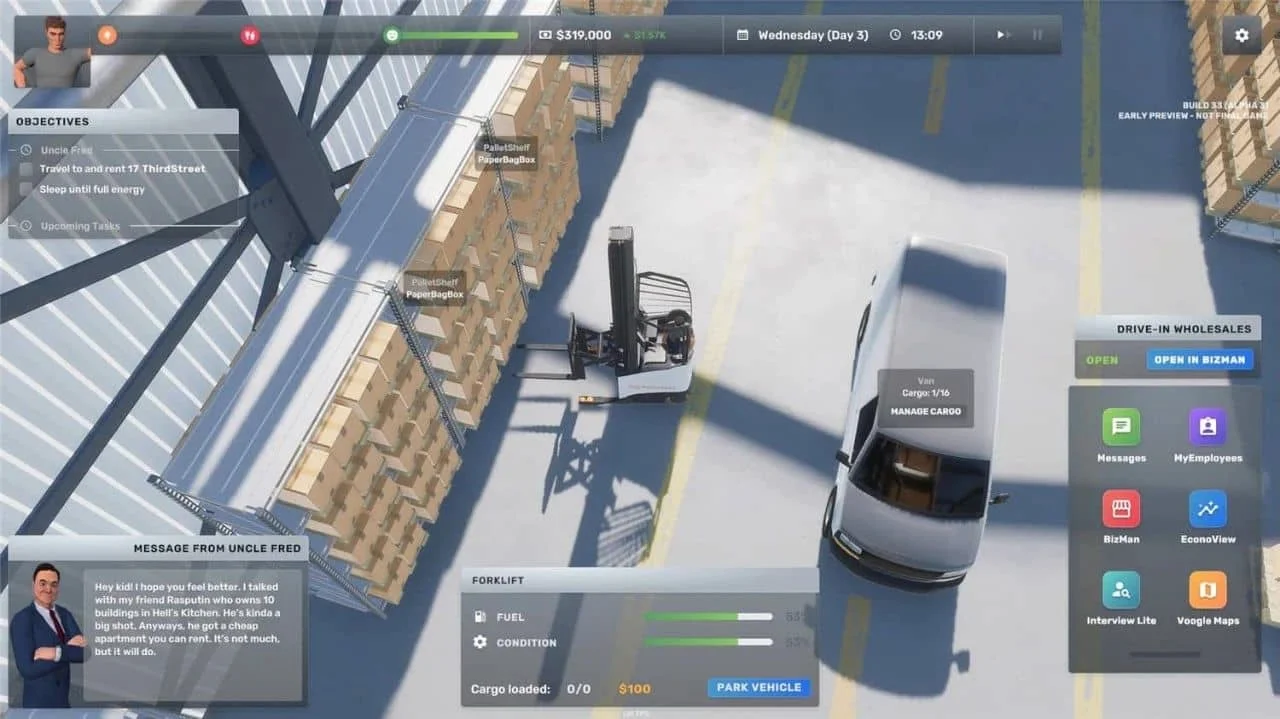 $319,000
$1.57K
Wednesday (Day 3)
13:09
OBJECTIVES
Uncle Fred
Travel to and rent 17 ThirdStreet
Sleep until full energy
Upcoming Tasks
BUILD 33 (ALPHA 3)
EARLY PREVIEW - NOT FINAL GAME
PalletShelf
PaperBagBox
PalletShelf
PaperBagBox
Van
Cargo: 1/16
MANAGE CARGO
DRIVE-IN WHOLESALES
OPEN
OPEN IN BIZMAN
Messages
MyEmployees
BizMan
EconoView
Interview Lite
Voogle Maps
MESSAGE FROM UNCLE FRED
Hey kid! I hope you feel better. I talked
with my friend Rasputin who owns 10
buildings in Hell's Kitchen. He's kinda a
big shot. Anyways, he got a cheap
apartment you can rent. It's not much,
but it will do.
FORKLIFT
FUEL
CONDITION
Cargo loaded: 0/0 $100
PARK VEHICLE